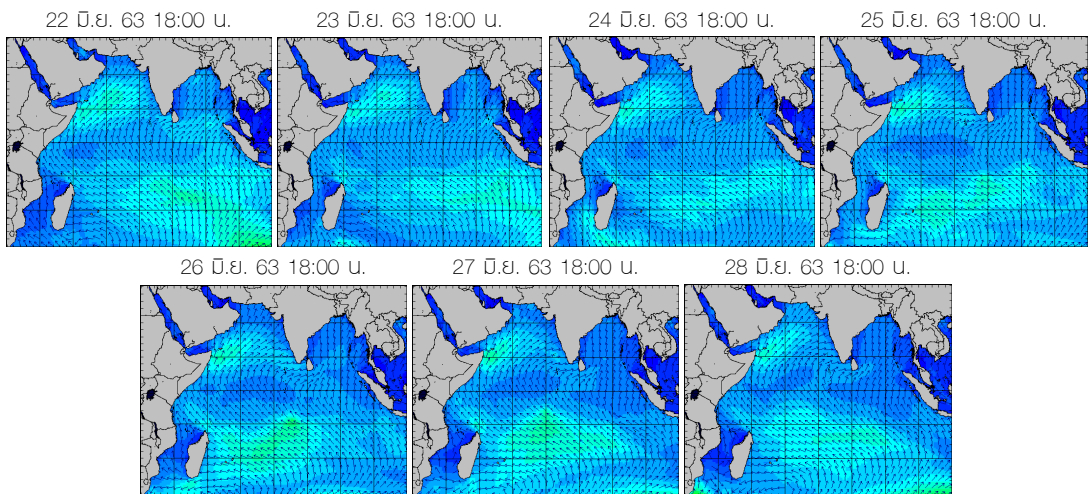 22 มิ.ย. 63 18:00 น.
23 มิ.ย. 63 18:00 น.
24 มิ.ย. 63 18:00 น.
25 มิ.ย. 63 18:00 น.
26 มิ.ย. 63 18:00 น.
27 มิ.ย. 63 18:00 น.
28 มิ.ย. 63 18:00 น.